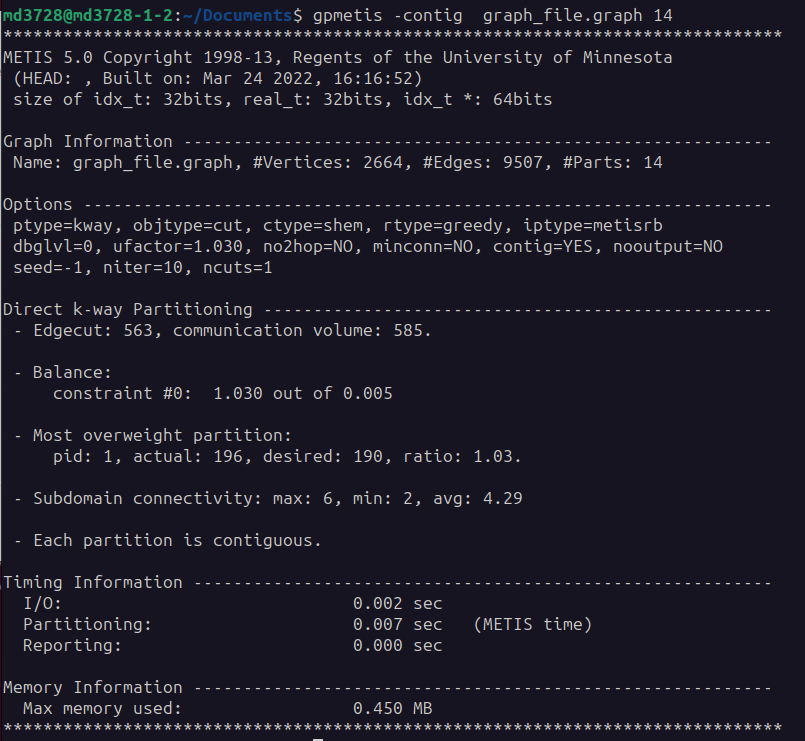 md3728@md3728-1-2:~/Documents$ gpmetis -contig  graph_file.graph 14
******************************************************************************
METIS 5.0 Copyright 1998-13, Regents of the University of Minnesota
 (HEAD: , Built on: Mar 24 2022, 16:16:52)
 size of idx_t: 32bits, real_t: 32bits, idx_t *: 64bits

Graph Information -----------------------------------------------------------
 Name: graph_file.graph, #Vertices: 2664, #Edges: 9507, #Parts: 14

Options ---------------------------------------------------------------------
 ptype=kway, objtype=cut, ctype=shem, rtype=greedy, iptype=metisrb
 dbglvl=0, ufactor=1.030, no2hop=NO, minconn=NO, contig=YES, nooutput=NO
 seed=-1, niter=10, ncuts=1

Direct k-way Partitioning ---------------------------------------------------
 - Edgecut: 563, communication volume: 585.

 - Balance:
     constraint #0:  1.030 out of 0.005

 - Most overweight partition:
     pid: 1, actual: 196, desired: 190, ratio: 1.03.

 - Subdomain connectivity: max: 6, min: 2, avg: 4.29

 - Each partition is contiguous.

Timing Information ----------------------------------------------------------
  I/O:                             0.002 sec
  Partitioning:                    0.007 sec   (METIS time)
  Reporting:                       0.000 sec

Memory Information ----------------------------------------------------------
  Max memory used:                 0.450 MB
******************************************************************************